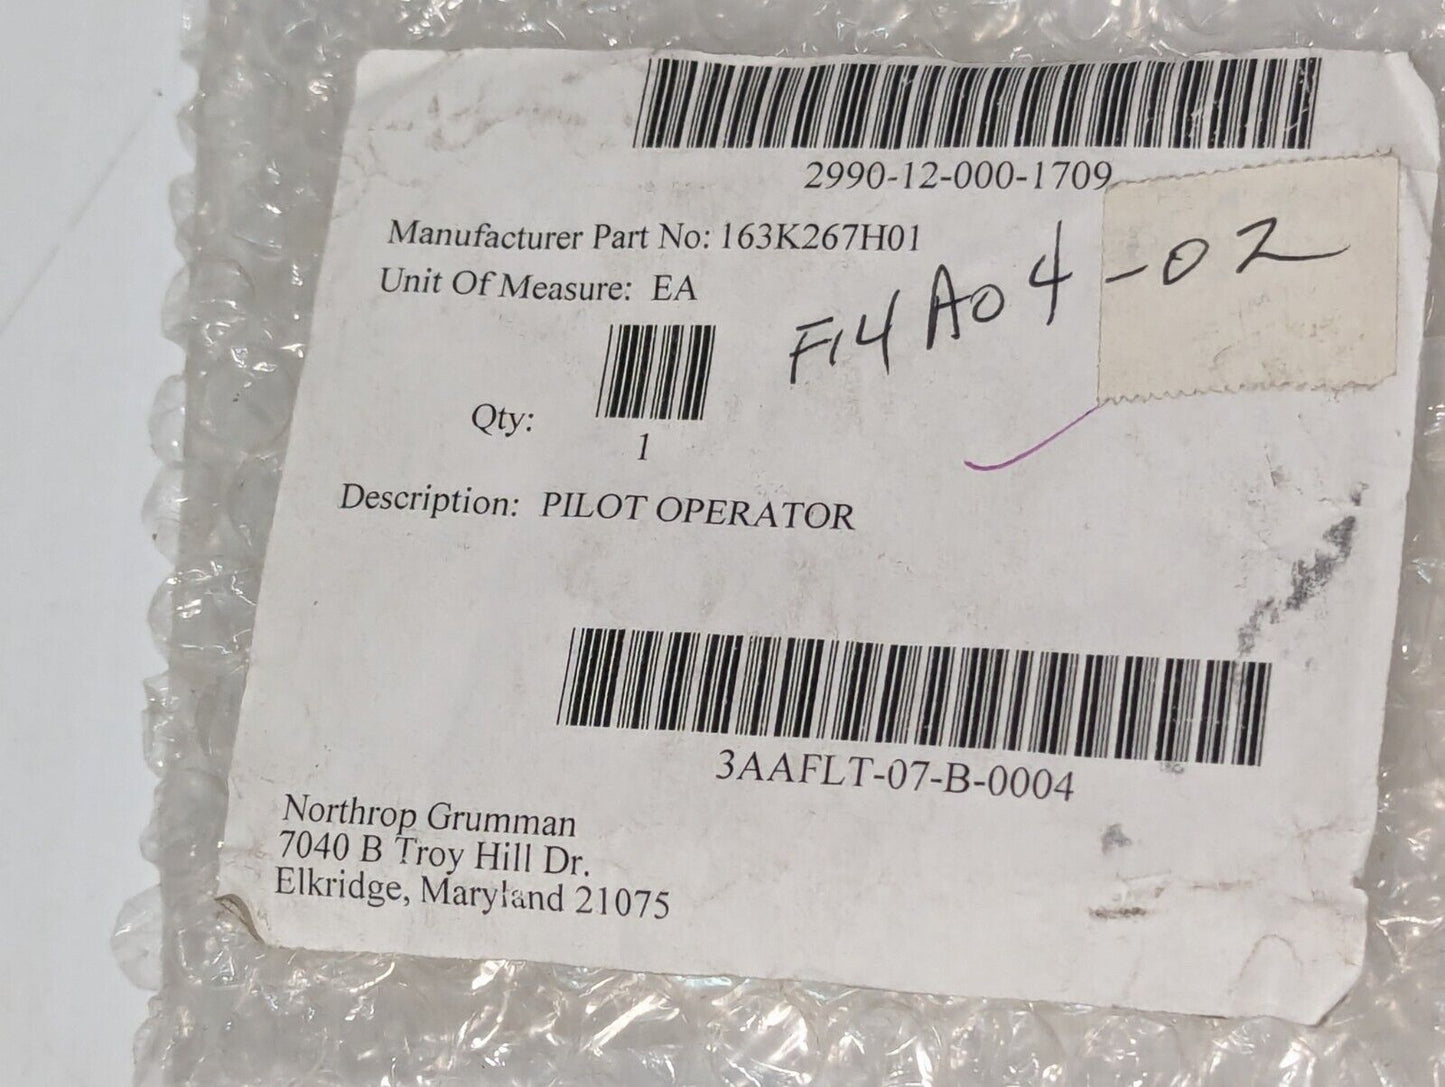 2990-12-000-1709
Manufacturer Part No: 163K267H01
Unit Of Measure: EA
F14A04-02
Qty:
1
Description: PILOT OPERATOR
3AAFLT-07-B-0004
Northrop Grumman
7040 B Troy Hill Dr.
Elkridge, Maryland 21075